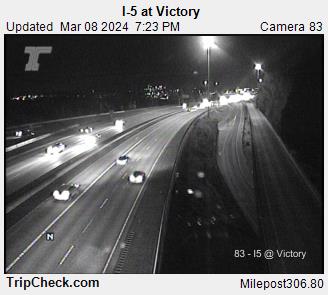 I-5 at Victory
Updated  Mar 08 2024  7:23 PM
Camera 83
T
N
83 - I5 @ Victory
TripCheck.com
Milepost306.80